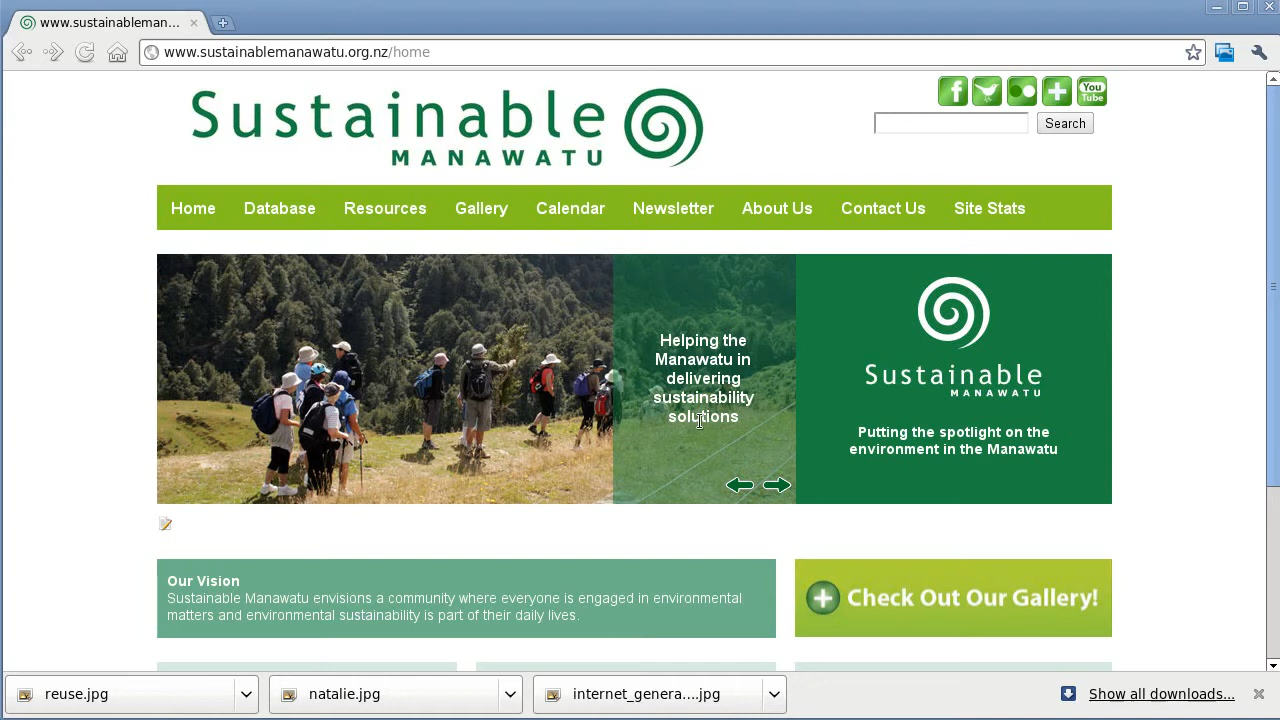 www.sustainableman...
www.sustainablemanawatu.org.nz/home
Sustainable
MANAWATU
f
You
Tube
Search
Home Database Resources Gallery Calendar Newsletter About Us Contact Us Site Stats
Helping the
Manawatu in
delivering
sustainability
solutions
Sustainable
MANAWATU
Putting the spotlight on the
environment in the Manawatu
Our Vision
Sustainable Manawatu envisions a community where everyone is engaged in environmental
matters and environmental sustainability is part of their daily lives.
Check Out Our Gallery!
reuse.jpg
natalie.jpg
internet_genera....jpg
Show all downloads...